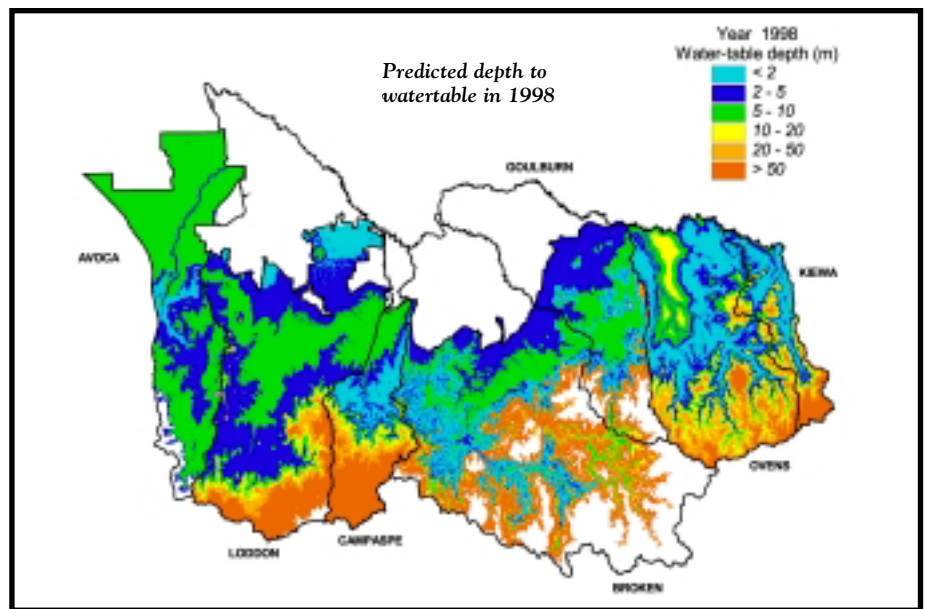 Predicted depth to
watertable in 1998
Year 1998
Water-table depth (m)
< 2
2 - 5
5 - 10
10 - 20
20 - 50
> 50
GOULBURN
AVOCA
KIEWA
OVENS
LODDON
CAMPASPE
BROKEN